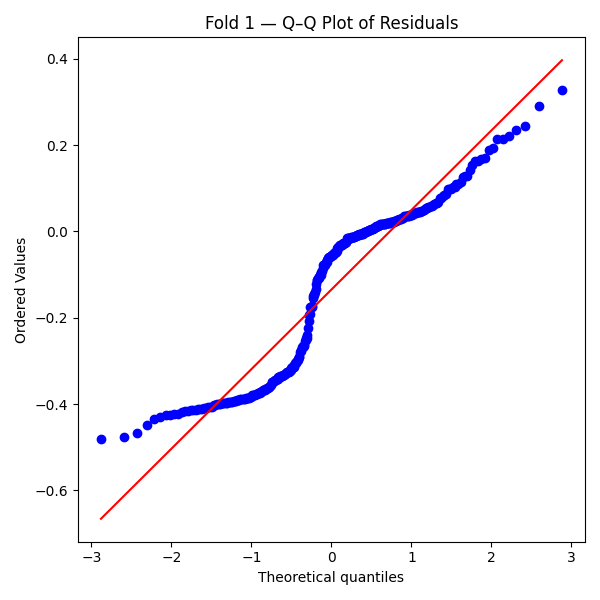 Fold 1 — Q–Q Plot of Residuals
Ordered Values
0.4
0.2
0.0
−0.2
−0.4
−0.6
−3 −2 −1 0 1 2 3
Theoretical quantiles